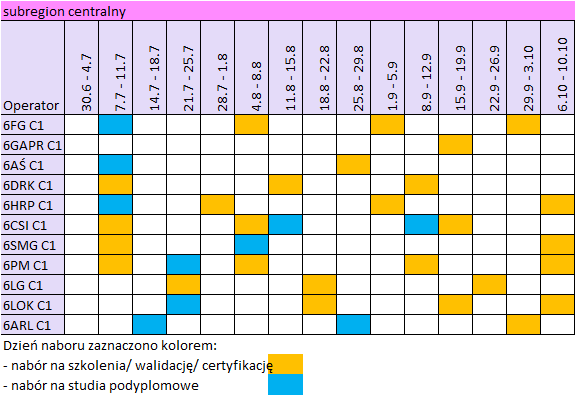 subregion centralny
Operator
30.6 - 4.7
7.7 - 11.7
14.7 - 18.7
21.7 - 25.7
28.7 - 1.8
4.8 - 8.8
11.8 - 15.8
18.8 - 22.8
25.8 - 29.8
1.9 - 5.9
8.9 - 12.9
15.9 - 19.9
22.9 - 26.9
29.9 - 3.10
6.10 - 10.10
6FG C1
6GAPR C1
6AŚ C1
6DRK C1
6HRP C1
6CSI C1
6SMG C1
6PM C1
6LG C1
6LOK C1
6ARL C1
Dzień naboru zaznaczono kolorem:
- nabór na szkolenia/ walidację/ certyfikację
- nabór na studia podyplomowe